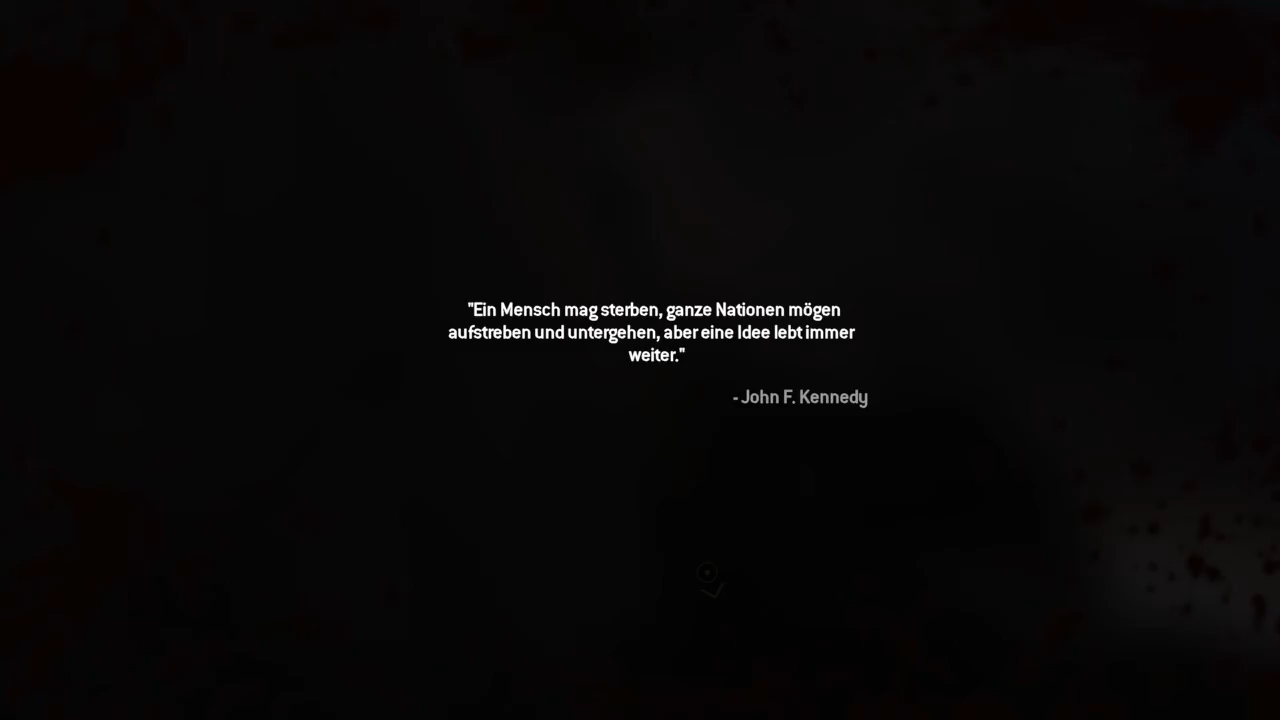 "Ein Mensch mag sterben, ganze Nationen mögen
aufstreben und untergehen, aber eine Idee lebt immer
weiter."
- John F. Kennedy